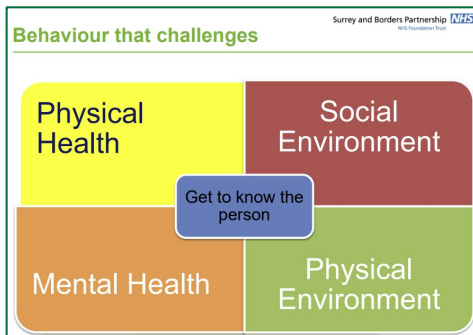 Behaviour that challenges
Surrey and Borders Partnership NHS
NHS Foundation Trust
Physical
Health
Social
Environment
Get to know the
person
Mental Health
Physical
Environment